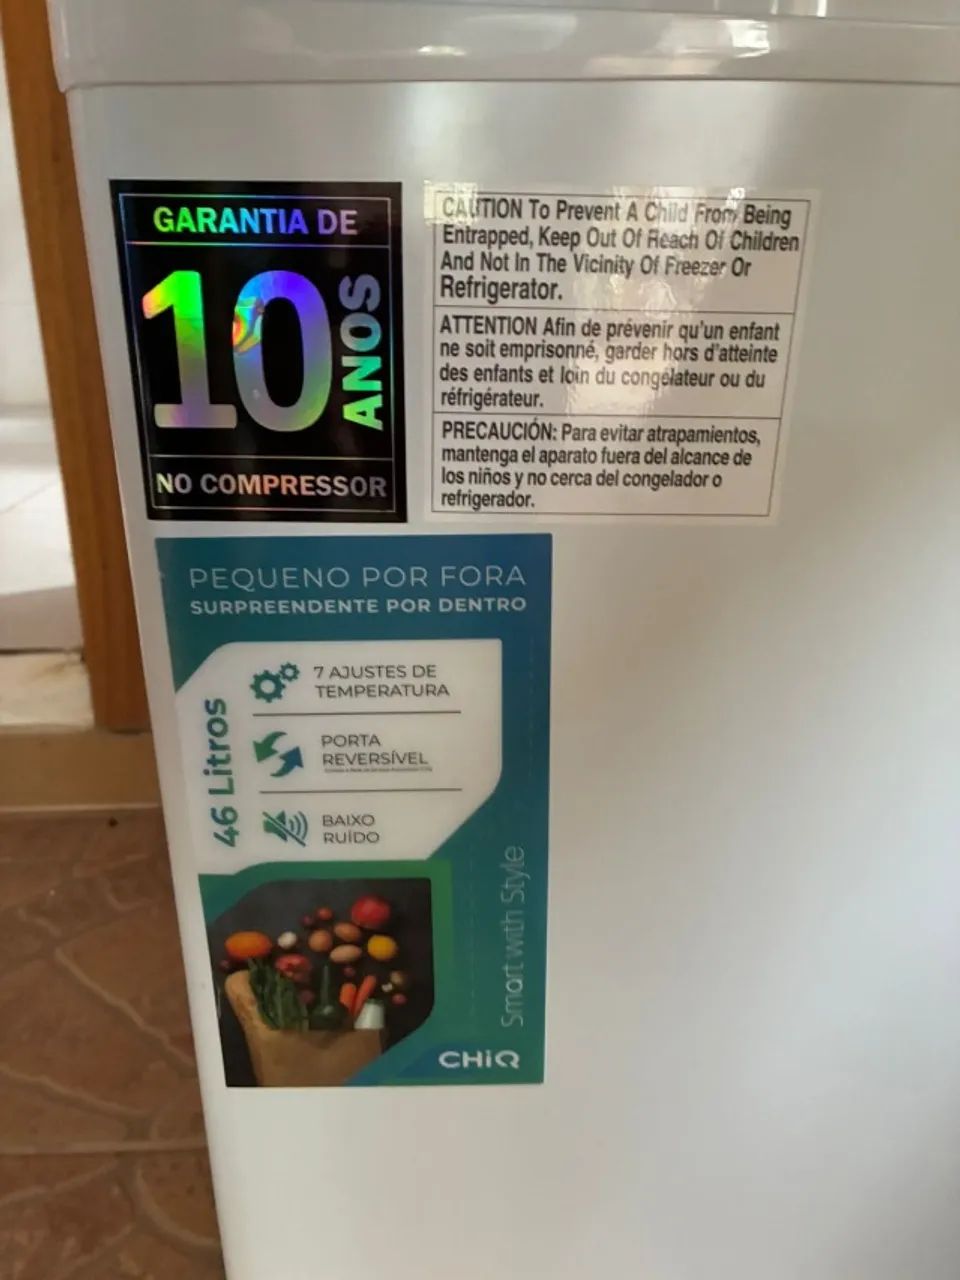 GARANTIA DE
10
ANOS
NO COMPRESSOR
CAUTION To Prevent A Child From Being
Entrapped, Keep Out Of Reach Of Children
And Not In The Vicinity Of Freezer Or
Refrigerator.
ATTENTION Afin de prévenir qu'un enfant
ne soit emprisonné, garder hors d'atteinte
des enfants et loin du congélateur ou du
réfrigérateur.
PRECAUCIÓN: Para evitar atrapamientos,
mantenga el aparato fuera del alcance de
los niños y no cerca del congelador o
refrigerador.
PEQUENO POR FORA
SURPREENDENTE POR DENTRO
46 Litros
7 AJUSTES DE
TEMPERATURA
PORTA
REVERSÍVEL
BAIXO
RUÍDO
Smart with Style
CHiQ